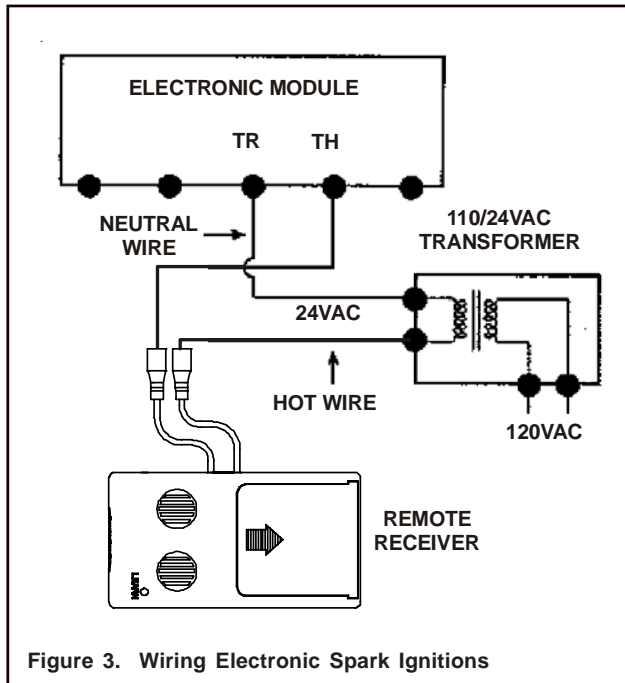 ELECTRONIC MODULE
TR TH
NEUTRAL
WIRE
110/24VAC
TRANSFORMER
24VAC
HOT WIRE
120VAC
REMOTE
RECEIVER
LEARN
Figure 3. Wiring Electronic Spark Ignitions